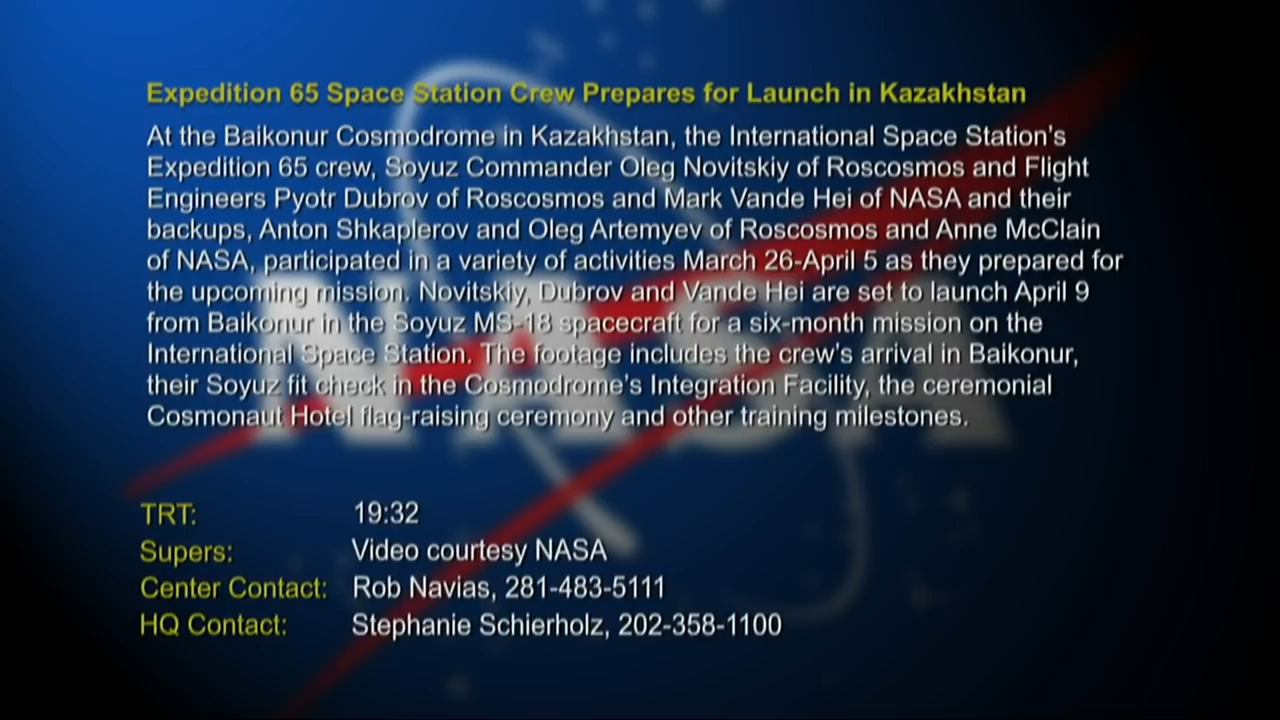 Expedition 65 Space Station Crew Prepares for Launch in Kazakhstan
At the Baikonur Cosmodrome in Kazakhstan, the International Space Station's
Expedition 65 crew, Soyuz Commander Oleg Novitskiy of Roscosmos and Flight
Engineers Pyotr Dubrov of Roscosmos and Mark Vande Hei of NASA and their
backups, Anton Shkaplerov and Oleg Artemyev of Roscosmos and Anne McClain
of NASA, participated in a variety of activities March 26-April 5 as they prepared for
the upcoming mission. Novitskiy, Dubrov and Vande Hei are set to launch April 9
from Baikonur in the Soyuz MS-18 spacecraft for a six-month mission on the
International Space Station. The footage includes the crew's arrival in Baikonur,
their Soyuz fit check in the Cosmodrome's Integration Facility, the ceremonial
Cosmonaut Hotel flag-raising ceremony and other training milestones.
NASA
TRT: 19:32
Supers: Video courtesy NASA
Center Contact: Rob Navias, 281-483-5111
HQ Contact: Stephanie Schierholz, 202-358-1100